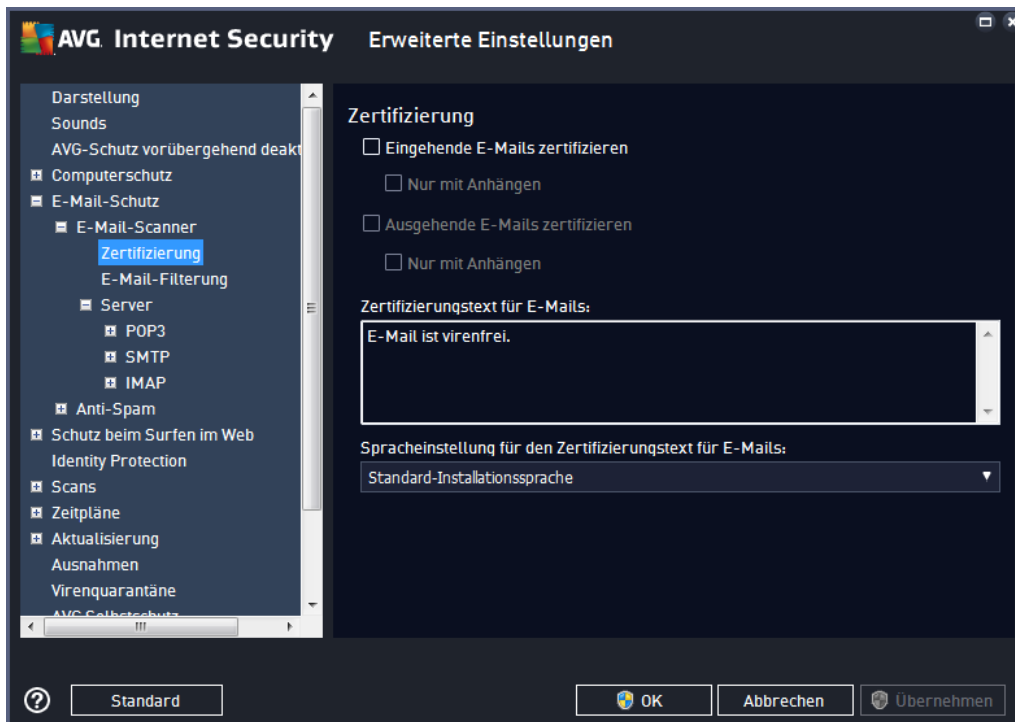 AVG. Internet Security Erweiterte Einstellungen
Darstellung
Sounds
AVG-Schutz vorübergehend deakt
Computerschutz
E-Mail-Schutz
E-Mail-Scanner
Zertifizierung
E-Mail-Filterung
Server
POP3
SMTP
IMAP
Anti-Spam
Schutz beim Surfen im Web
Identity Protection
Scans
Zeitpläne
Aktualisierung
Ausnahmen
Virenquarantäne
AVG Selbstschutz
Zertifizierung
Eingehende E-Mails zertifizieren
Nur mit Anhängen
Ausgehende E-Mails zertifizieren
Nur mit Anhängen
Zertifizierungstext für E-Mails:
E-Mail ist virenfrei.
Spracheinstellung für den Zertifizierungstext für E-Mails:
Standard-Installationssprache
Standard
OK
Abbrechen
Übernehmen